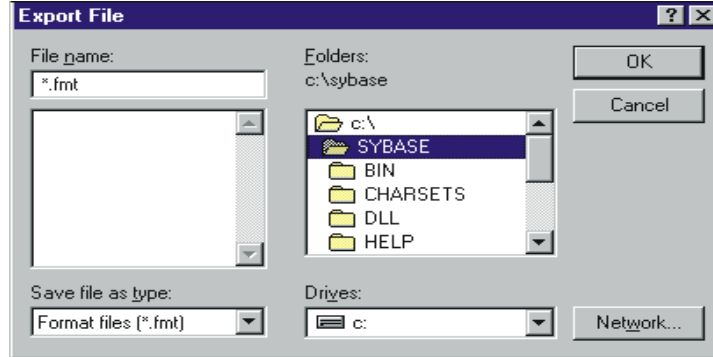 Export File
File name:
*.fmt
Save file as type:
Format files (*.fmt)
Folders:
c:\sybase
c:\
SYBASE
BIN
CHARSETS
DLL
HELP
Drives:
c:
OK
Cancel
Network...